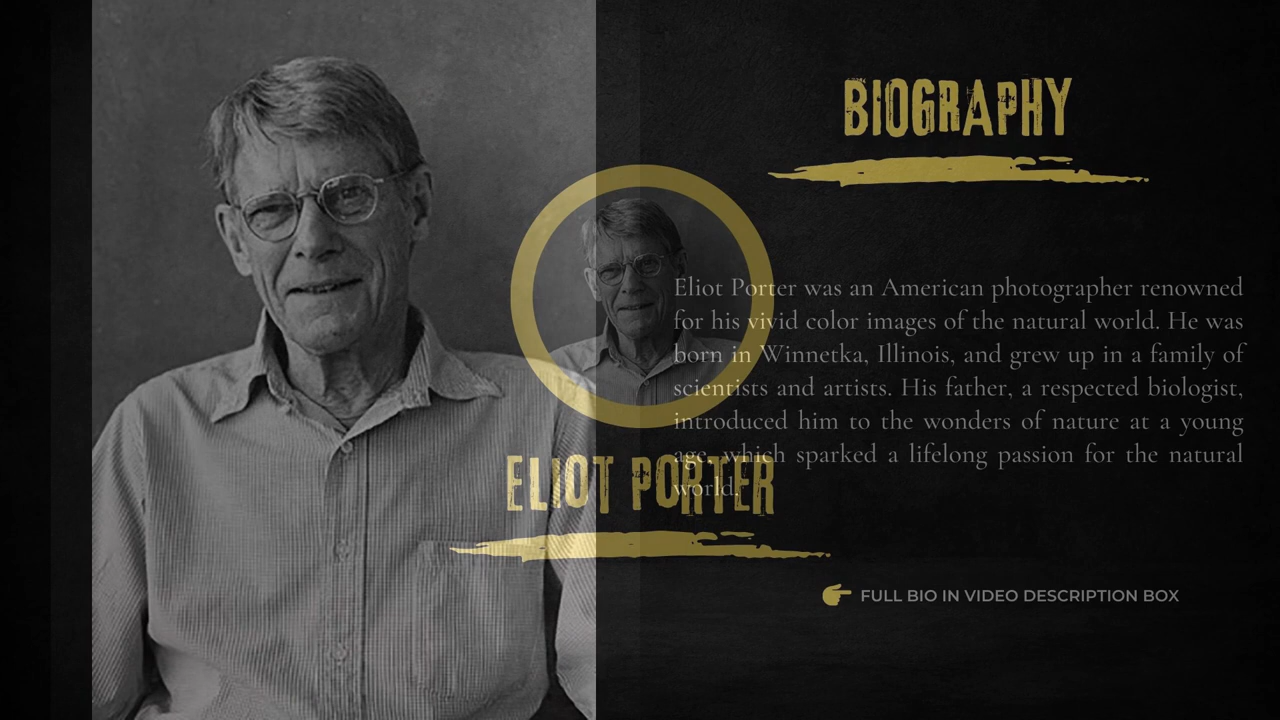 BIOGRAPHY
Eliot Porter was an American photographer renowned
for his vivid color images of the natural world. He was
born in Winnetka, Illinois, and grew up in a family of
scientists and artists. His father, a respected biologist,
introduced him to the wonders of nature at a young
age, which sparked a lifelong passion for the natural
world.
ELIOT PORTER
FULL BIO IN VIDEO DESCRIPTION BOX